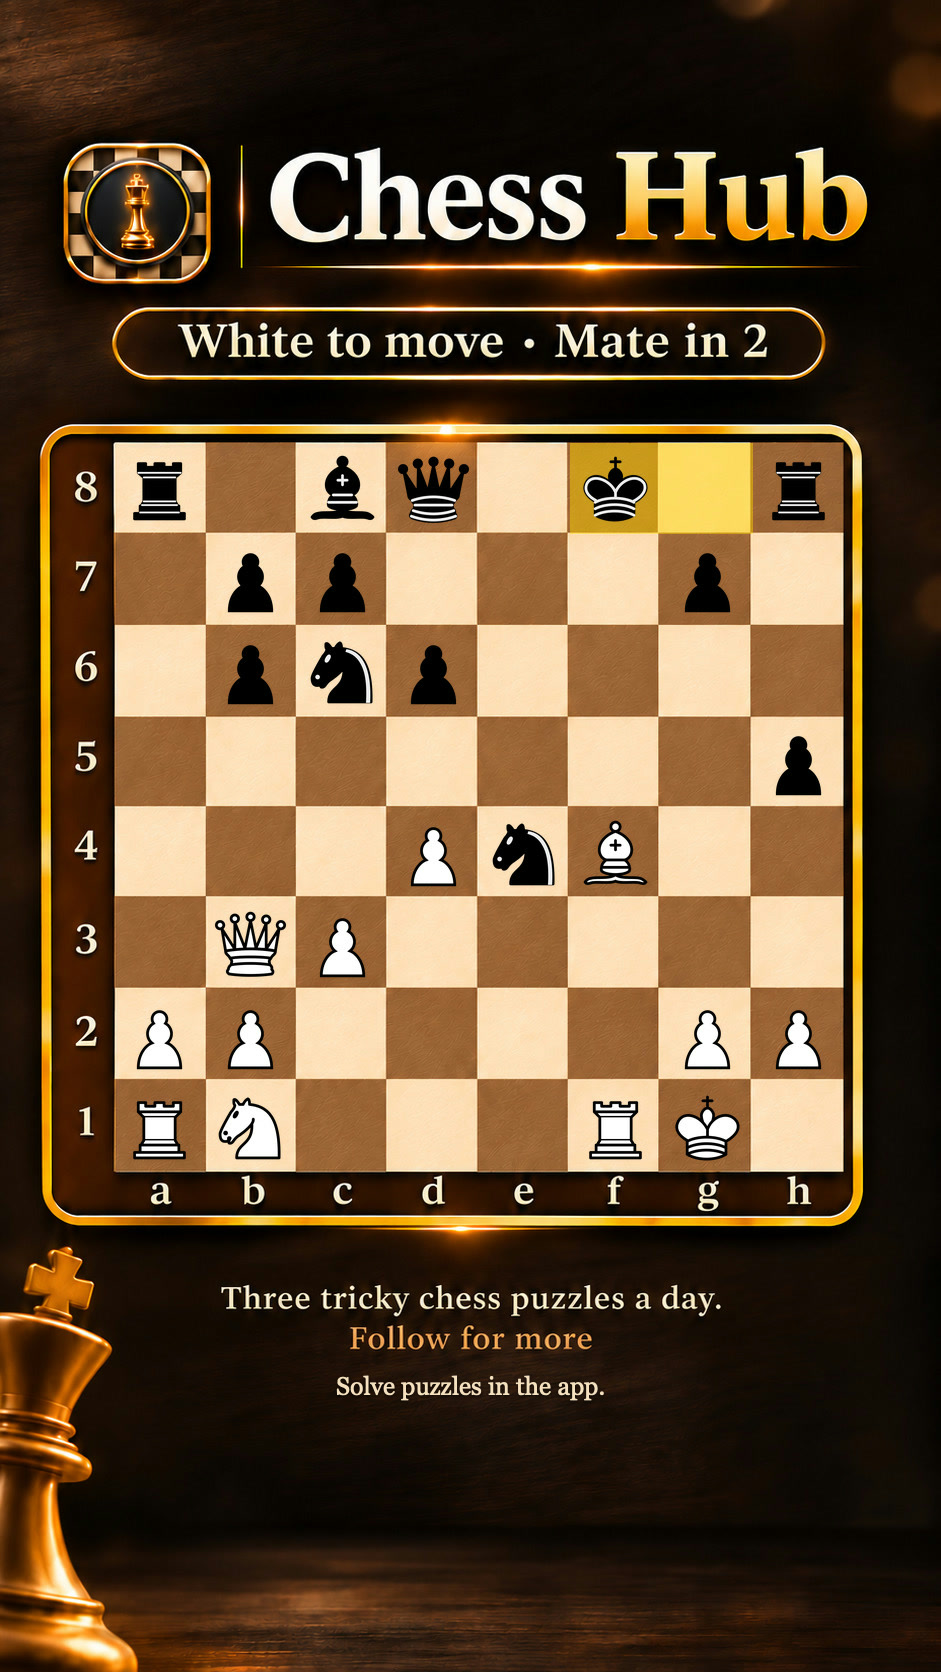 Chess Hub
White to move • Mate in 2
8
7
6
5
4
3
2
1
a b c d e f g h
Three tricky chess puzzles a day.
Follow for more
Solve puzzles in the app.